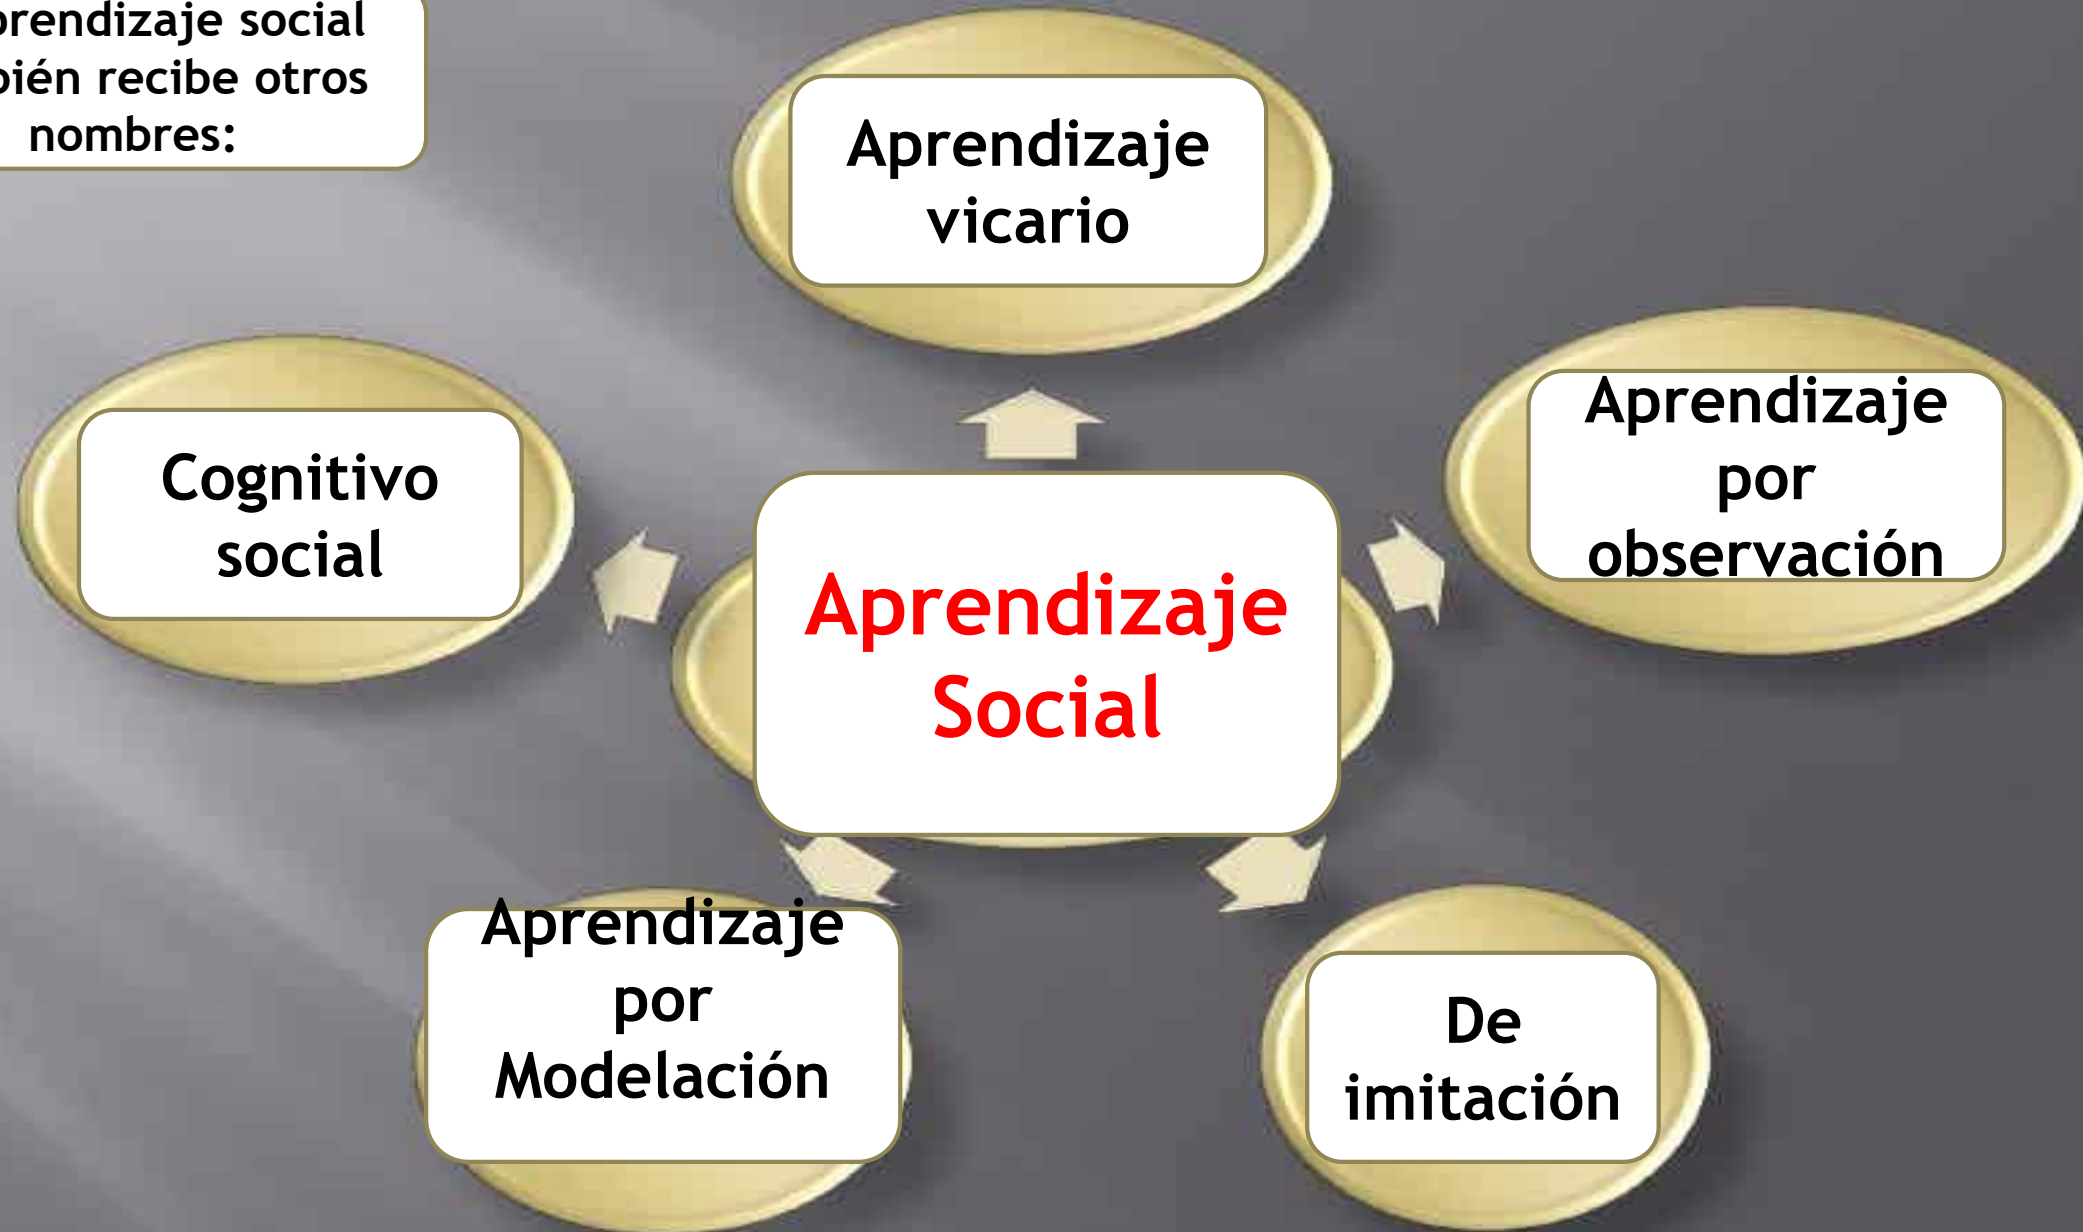 prendizaje social
bién recibe otros
nombres:
Aprendizaje
vicario
Cognitivo
social
Aprendizaje
por
observación
Aprendizaje
Social
Aprendizaje
por
Modelación
De
imitación